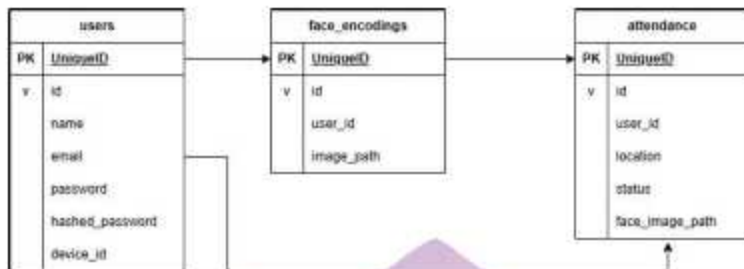 users
PK UniqueID
v id
name
email
password
hashed_password
device_id
face_encodings
PK UniqueID
v id
user_id
image_path
attendance
PK UniqueID
v id
user_id
location
status
face_image_path